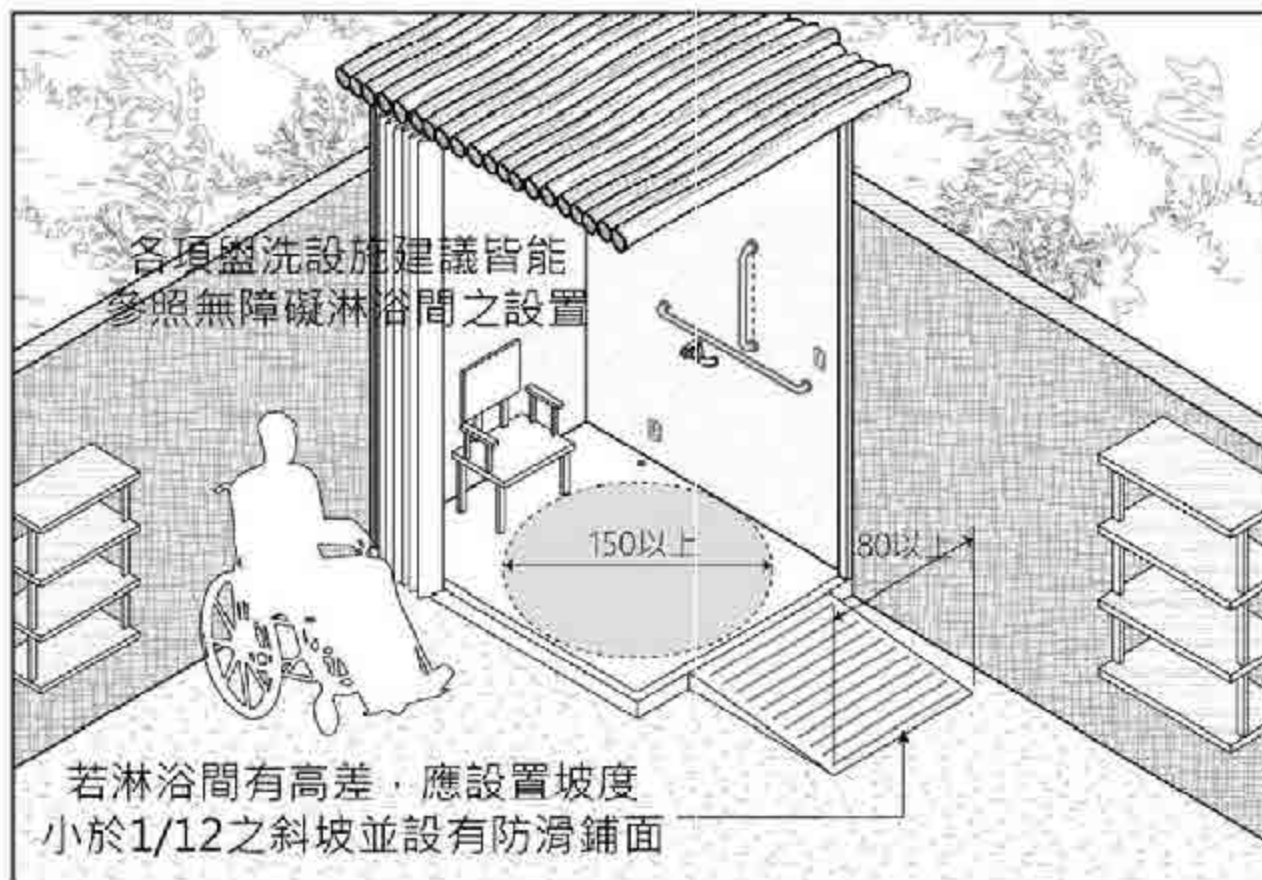 各項盥洗設施建議皆能
參照無障礙淋浴間之設置
150以上
80以上
若淋浴間有高差，應設置坡度
小於1/12之斜坡並設有防滑鋪面